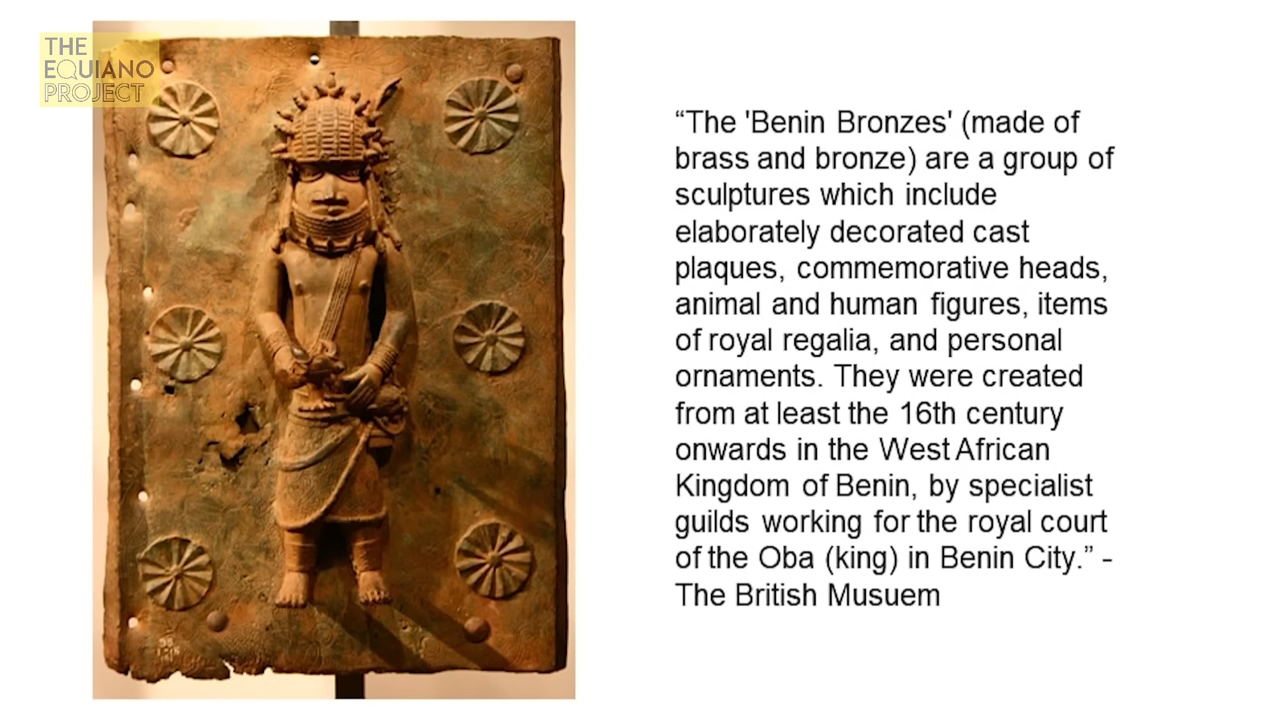 THE
EQUIANO
PROJECT
“The 'Benin Bronzes' (made of
brass and bronze) are a group of
sculptures which include
elaborately decorated cast
plaques, commemorative heads,
animal and human figures, items
of royal regalia, and personal
ornaments. They were created
from at least the 16th century
onwards in the West African
Kingdom of Benin, by specialist
guilds working for the royal court
of the Oba (king) in Benin City.” -
The British Musuem